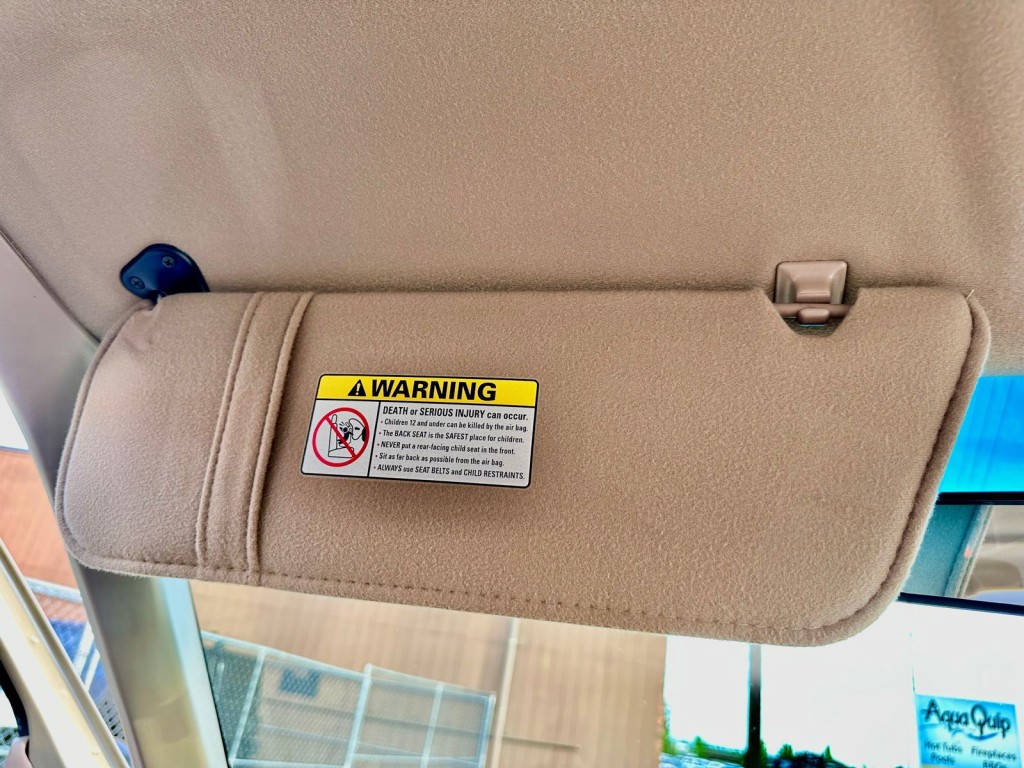 WARNING
DEATH or SERIOUS INJURY can occur.
• Children 12 and under can be killed by the air bag.
• The BACK SEAT is the SAFEST place for children.
• NEVER put a rear-facing child seat in the front.
• Sit as far back as possible from the air bag.
• ALWAYS use SEAT BELTS and CHILD RESTRAINTS.
Aqua Quip
Hot Tubs Fireplaces
Pools BBQs